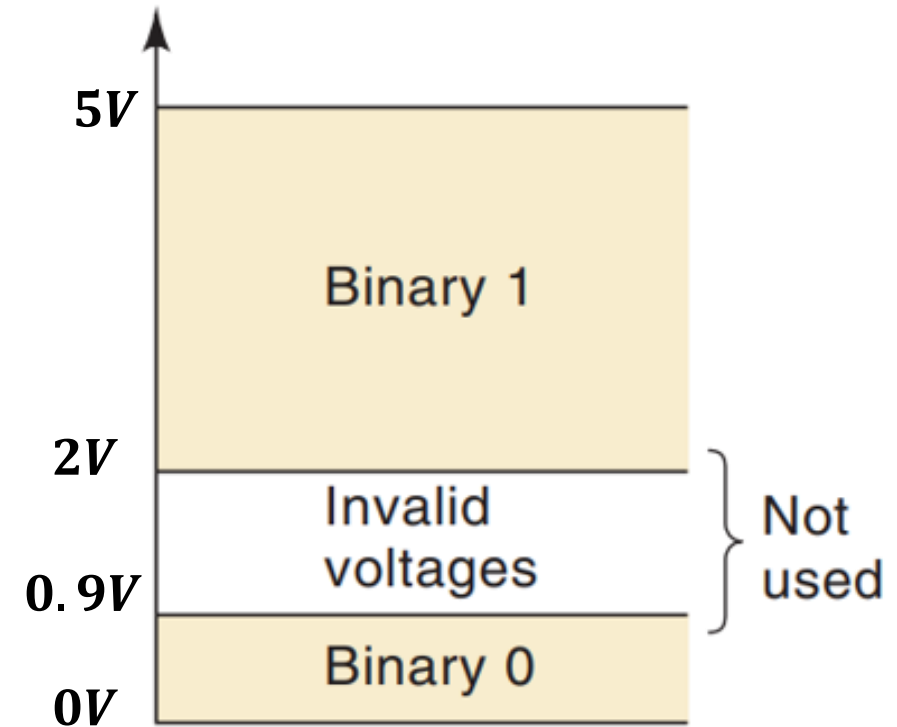 5V
Binary 1
2V
Invalid
voltages
Not
used
0.9V
Binary 0
0V